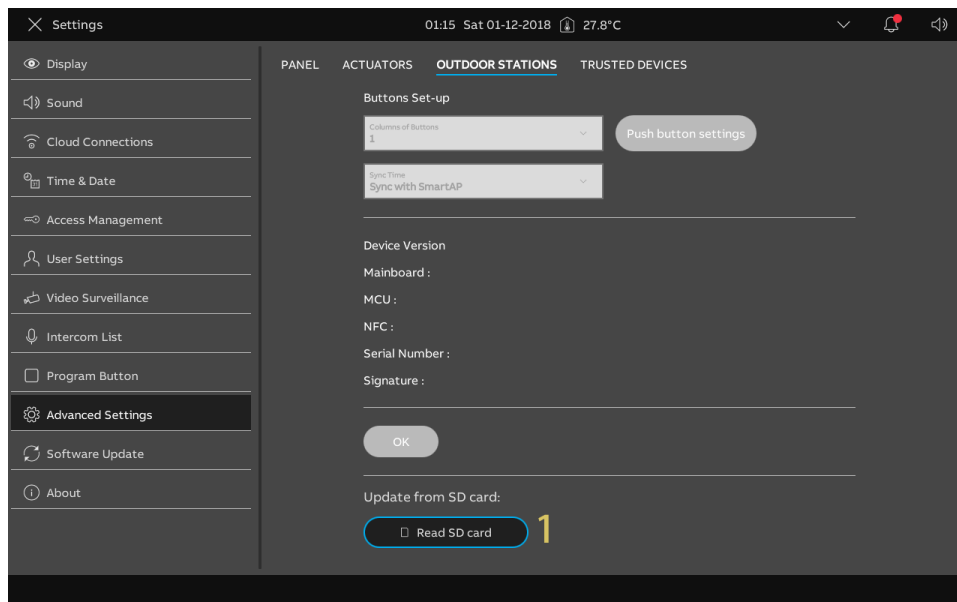 Settings
01:15 Sat 01-12-2018 27.8°C
Display
Sound
Cloud Connections
Time & Date
Access Management
User Settings
Video Surveillance
Intercom List
Program Button
Advanced Settings
Software Update
About
PANEL ACTUATORS OUTDOOR STATIONS TRUSTED DEVICES
Buttons Set-up
Columns of Buttons
1
Push button settings
Sync Time
Sync with SmartAP
Device Version
Mainboard :
MCU :
NFC :
Serial Number :
Signature :
OK
Update from SD card:
Read SD card
1